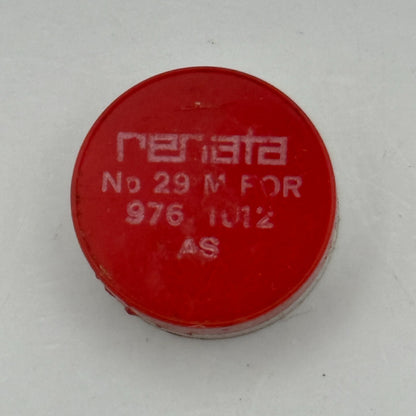 renata
No 29 M FOR
976. 1012
AS